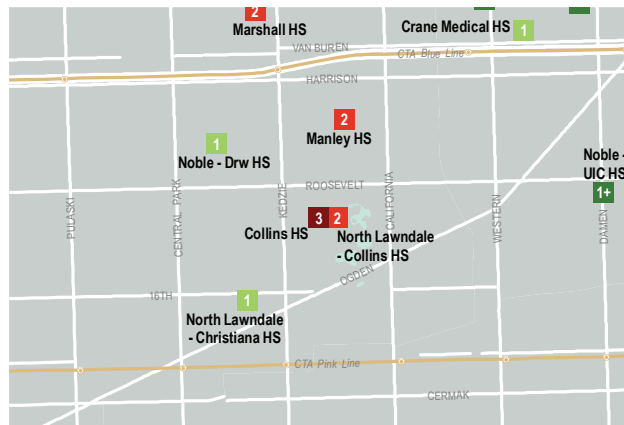 2
Marshall HS
Crane Medical HS
1
VAN BUREN
CTA Blue Line
HARRISON
2
Manley HS
1
Noble - Drw HS
Noble -
UIC HS
1+
ROOSEVELT
PULASKI
CENTRAL PARK
KEDZIE
CALIFORNIA
WESTERN
DAMEN
3
2
Collins HS
North Lawndale
- Collins HS
OGDEN
16TH
1
North Lawndale
- Christiana HS
CTA Pink Line
CERMAK